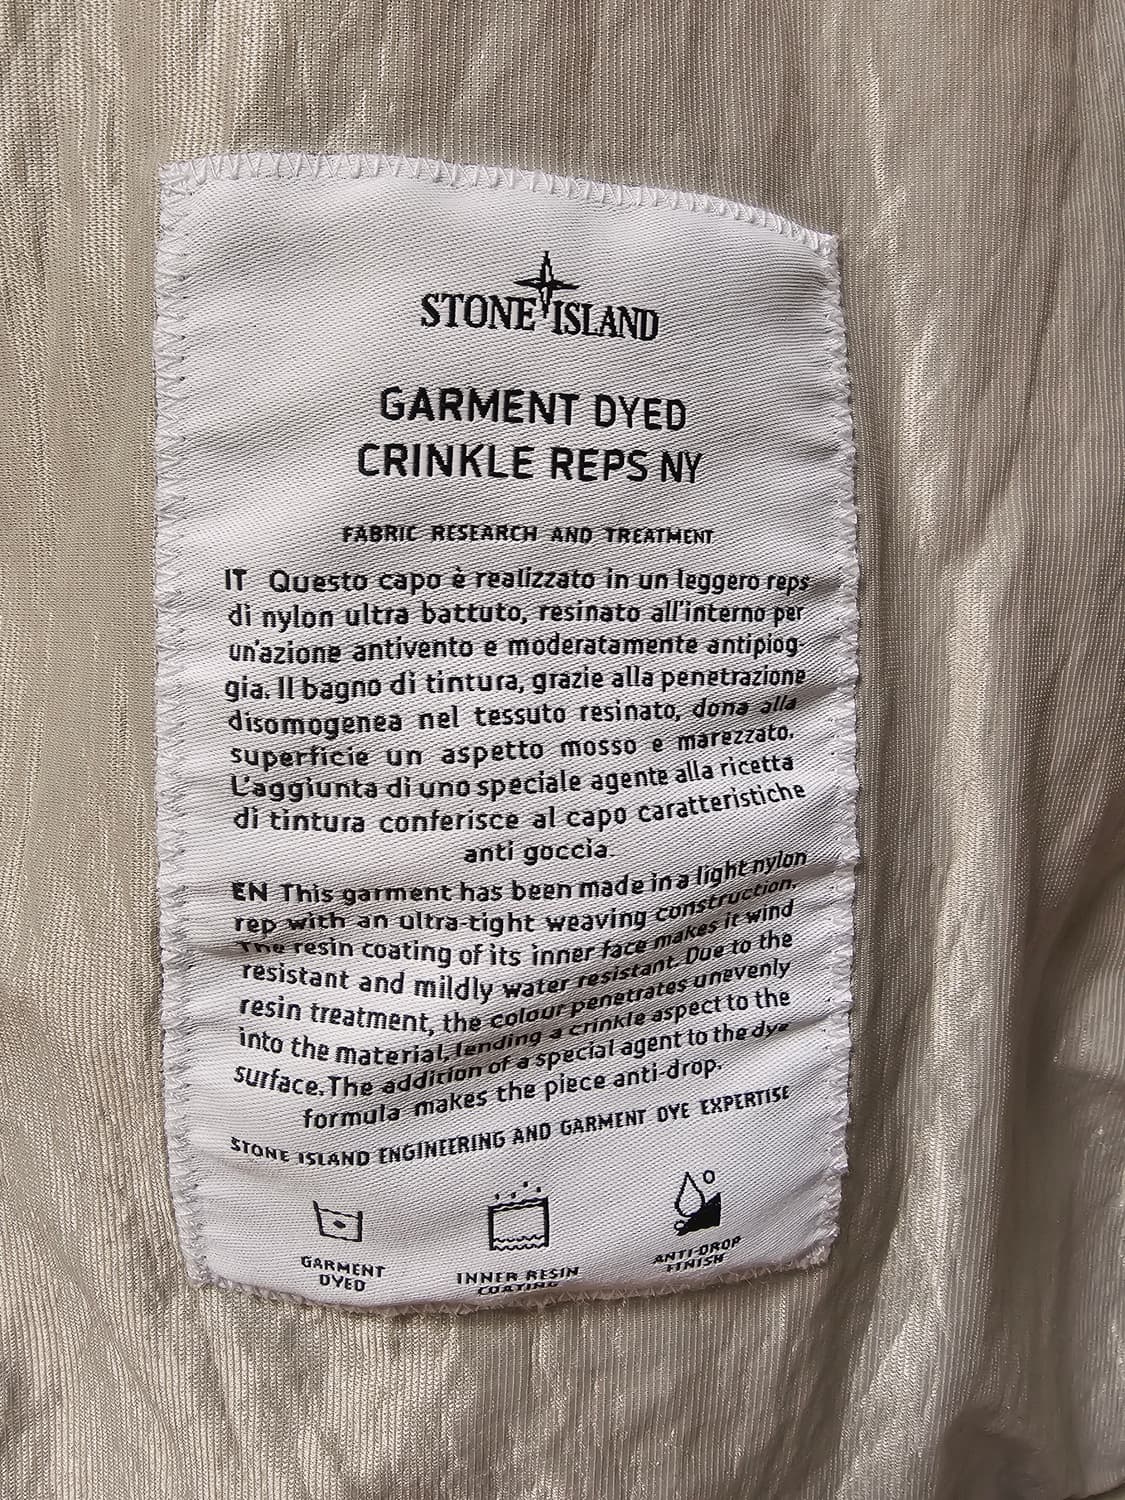 STONE ISLAND
GARMENT DYED
CRINKLE REPS NY
FABRIC RESEARCH AND TREATMENT
IT Questo capo è realizzato in un leggero reps
di nylon ultra battuto, resinato all'interno per
un'azione antivento e moderatamente antipiog-
gia. Il bagno di tintura, grazie alla penetrazione
disomogenea nel tessuto resinato, dona alla
superficie un aspetto mosso e marezzato.
L'aggiunta di uno speciale agente alla ricetta
di tintura conferisce al capo caratteristiche
anti goccia.
EN This garment has been made in a light nylon
rep with an ultra-tight weaving construction.
The resin coating of its inner face makes it wind
resistant and mildly water resistant. Due to the
resin treatment, the colour penetrates unevenly
into the material, lending a crinkle aspect to the
surface. The addition of a special agent to the dye
formula makes the piece anti-drop.
STONE ISLAND ENGINEERING AND GARMENT DYE EXPERTISE
GARMENT
DYED
INNER RESIN
COATING
ANTI-DROP
FINISH